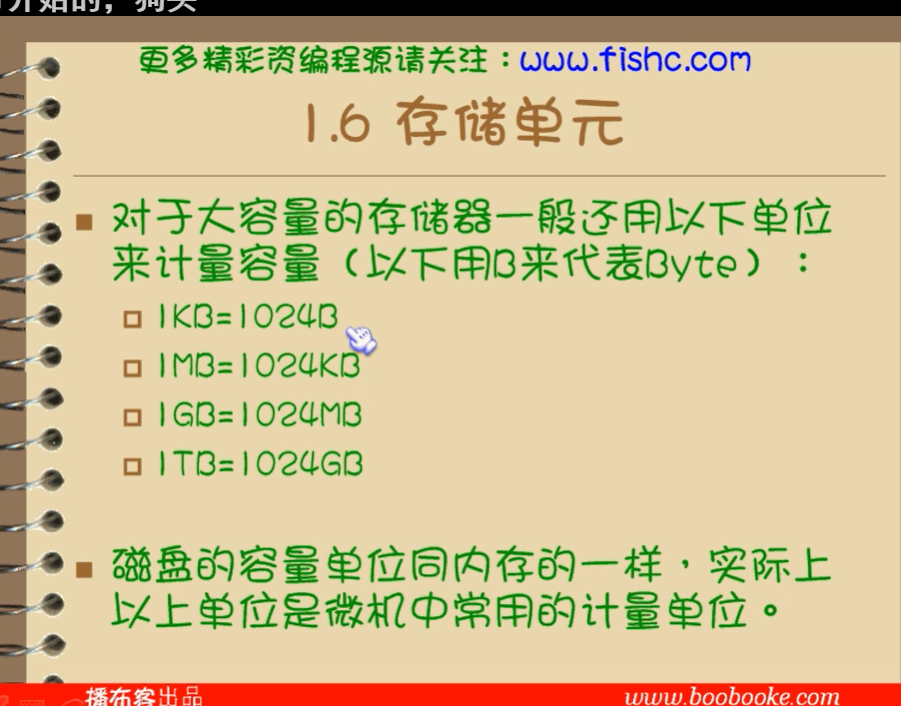 开始的，狗头
更多精彩资编程源请关注：www.fishc.com
1.6 存储单元
对于大容量的存储器一般还用以下单位
来计量容量（以下用B来代表Byte）：
1KB=1024B
1MB=1024KB
1GB=1024MB
1TB=1024GB
磁盘的容量单位同内存的一样，实际上
以上单位是微机中常用的计量单位。
播布客出品
www.boobooke.com